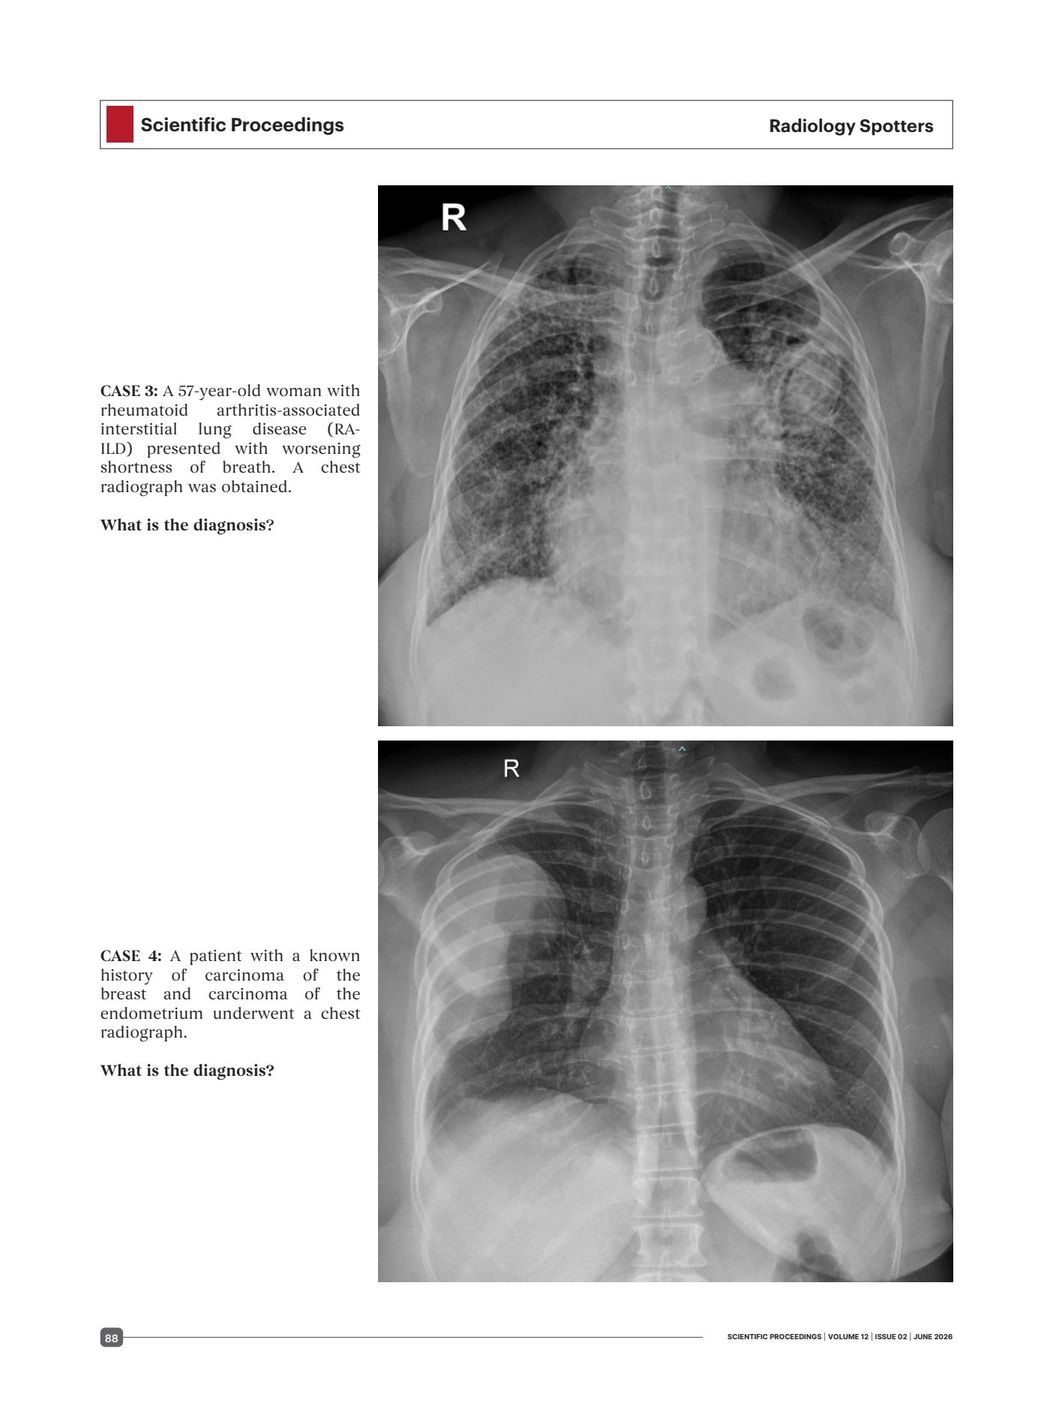 Scientific Proceedings
Radiology Spotters
R
CASE 3: A 57-year-old woman with
rheumatoid arthritis-associated
interstitial lung disease (RA-
ILD) presented with worsening
shortness of breath. A chest
radiograph was obtained.
What is the diagnosis?
R
CASE 4: A patient with a known
history of carcinoma of the
breast and carcinoma of the
endometrium underwent a chest
radiograph.
What is the diagnosis?
88
SCIENTIFIC PROCEEDINGS | VOLUME 12 | ISSUE 02 | JUNE 2026